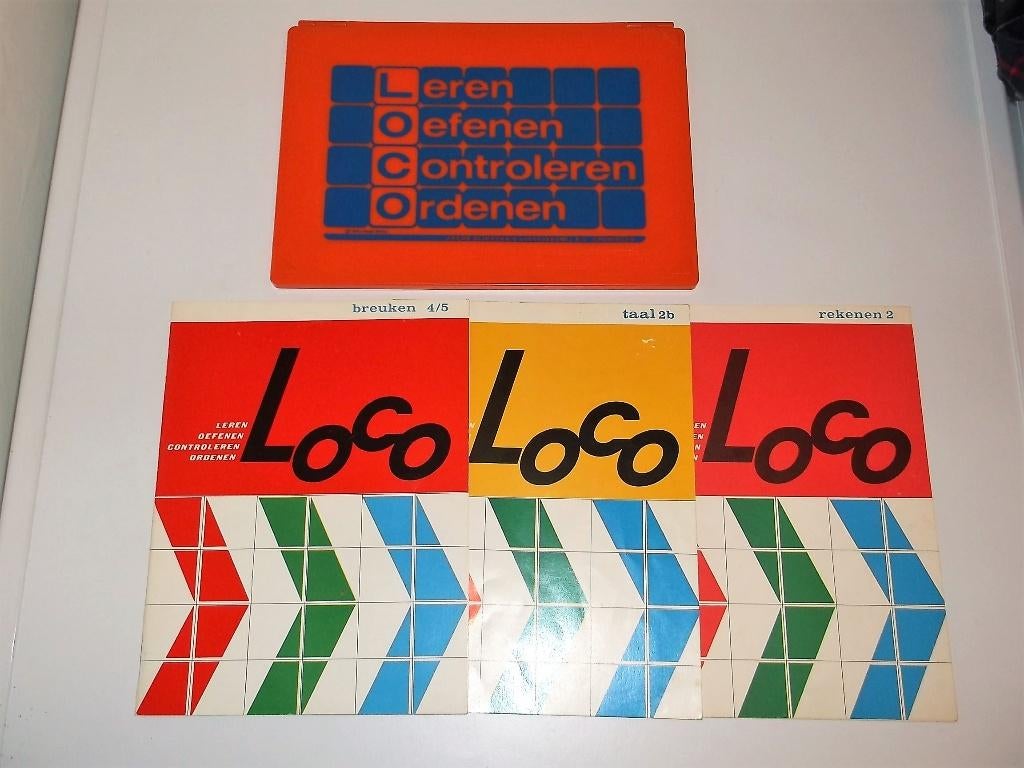 Leren
Oefenen
Controleren
Ordenen
breuken 4/5
LOCO
LEREN
OEFENEN
CONTROLEREN
ORDENEN
taal 2b
LOCO
rekenen 2
LOCO